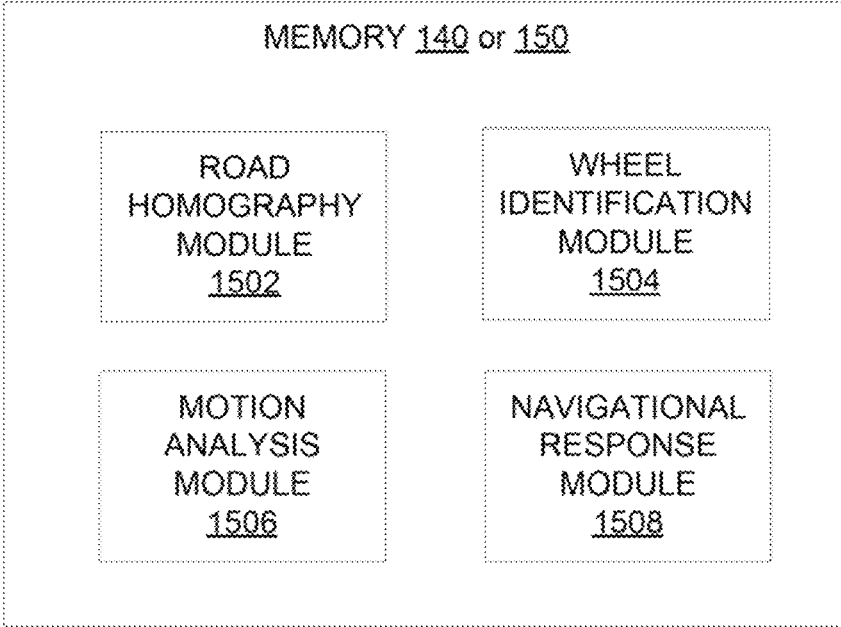 MEMORY 140 or 150
ROAD
HOMOGRAPHY
MODULE
1502
WHEEL
IDENTIFICATION
MODULE
1504
MOTION
ANALYSIS
MODULE
1506
NAVIGATIONAL
RESPONSE
MODULE
1508